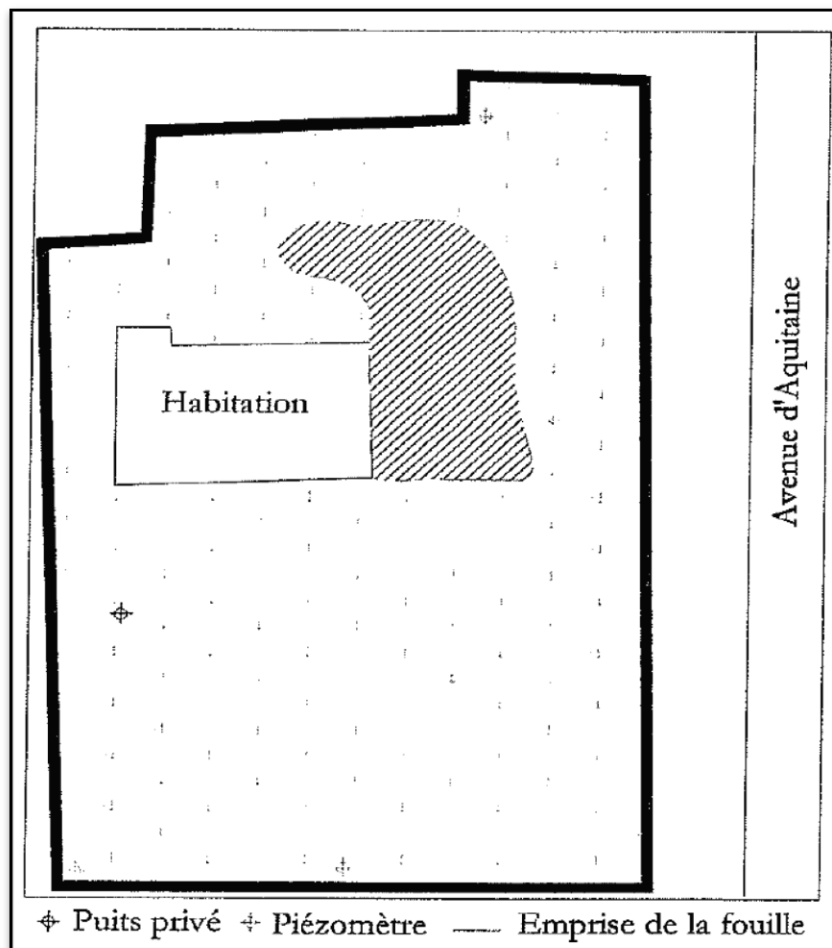 Habitation
Avenue d'Aquitaine
Puits privé Piézomètre Emprise de la fouille